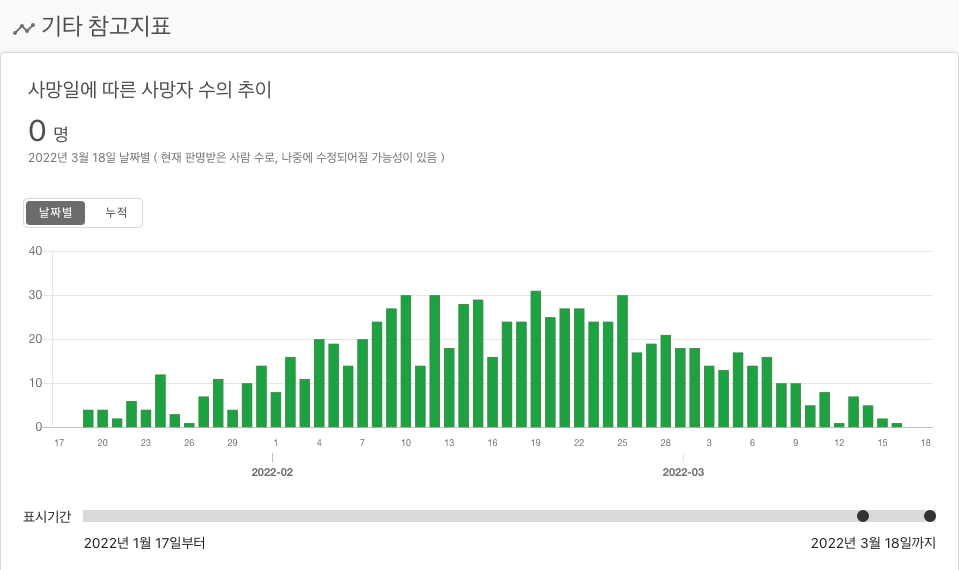 기타 참고지표
사망일에 따른 사망자 수의 추이
0 명
2022년 3월 18일 날짜별 ( 현재 판명받은 사람 수로, 나중에 수정되어질 가능성이 있음 )
날짜별 누적
40
30
20
10
0
17 20 23 26 29 1 4 7 10 13 16 19 22 25 28 3 6 9 12 15 18
2022-02 2022-03
표시기간
2022년 1월 17일부터 2022년 3월 18일까지